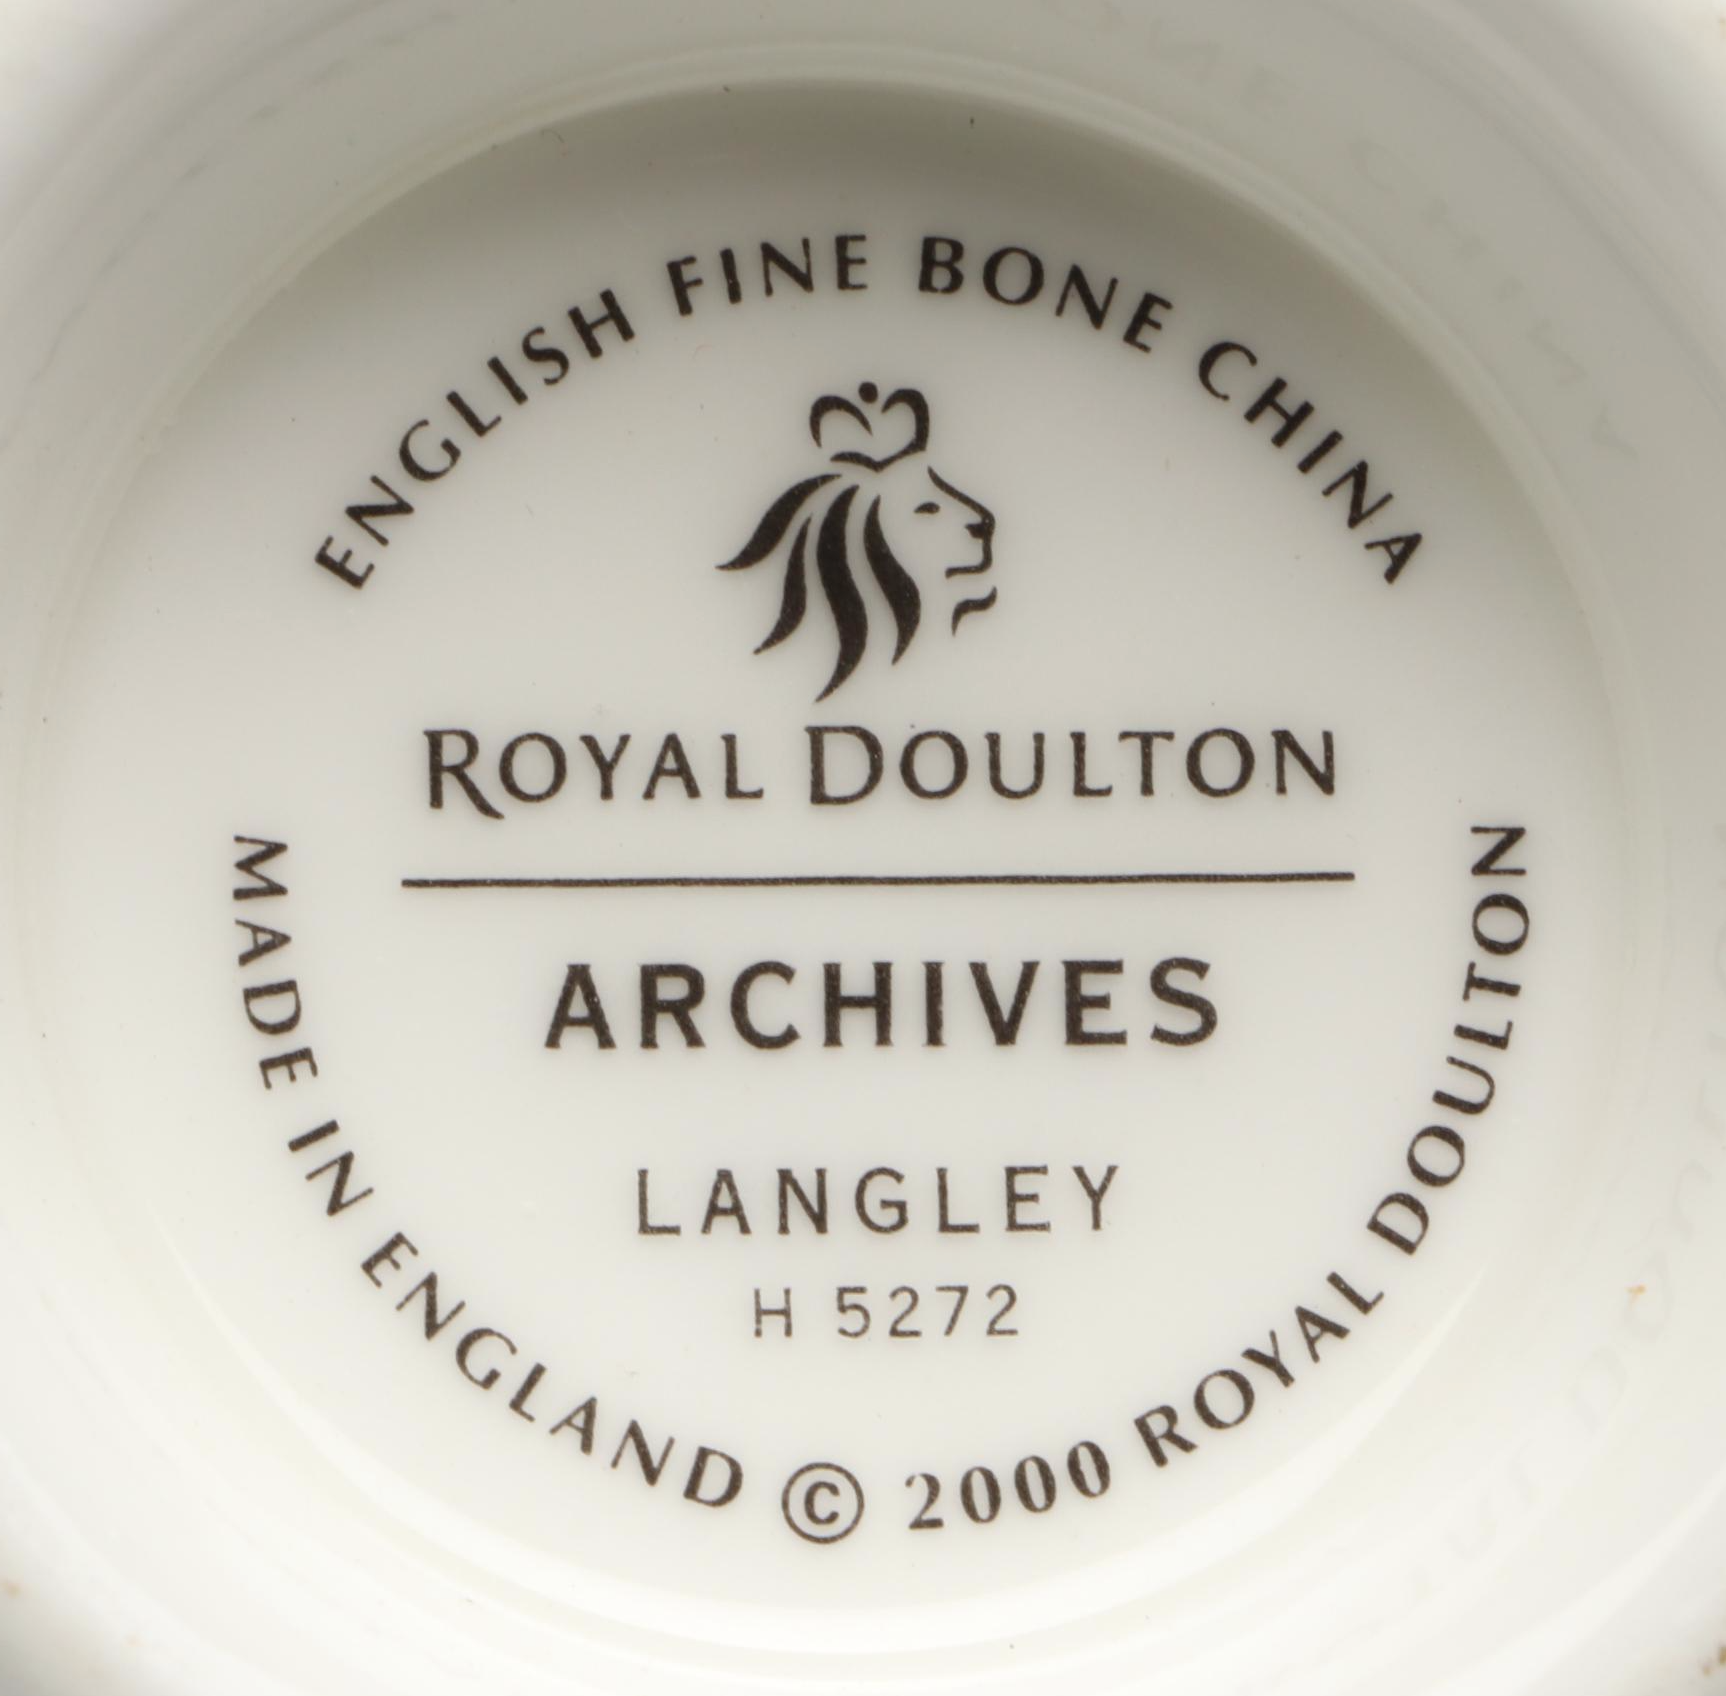 ENGLISH FINE BONE CHINA
ROYAL DOULTON
ARCHIVES
LANGLEY
H 5272
MADE IN ENGLAND © 2000 ROYAL DOULTON